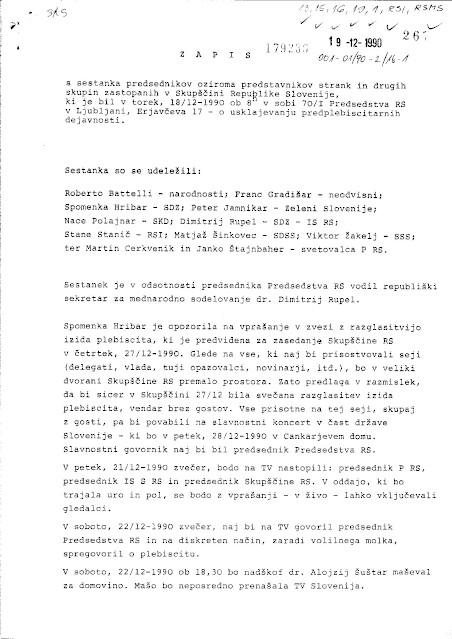 SKS
13, 15, 16, 19, 1, RSI, RSMS
Z A P I S
179236
19 -12- 1990
267
001-01/90-2/16-1
s sestanka predsednikov oziroma predstavnikov strank in drugih
skupin zastopanih v Skupščini Republike Slovenije,
ki je bil v torek, 18/12-1990 ob 8h v sobi 70/I Predsedstva RS
v Ljubljani, Erjavčeva 17 - o usklajevanju predplebiscitarnih
dejavnosti.
Sestanka so se udeležili:
Roberto Battelli - narodnosti; Franc Gradišar - neodvisni;
Spomenka Hribar - SDZ; Peter Jamnikar - Zeleni Slovenije;
Nace Polajnar - SKD; Dimitrij Rupel - SDZ - IS RS;
Stane Stanič - RSI; Matjaž Šinkovec - SDSS; Viktor Žakelj - SSS;
ter Martin Cerkvenik in Janko Štajnbaher - svetovalca P RS.
Sestanek je v odsotnosti predsednika Predsedstva RS vodil republiški
sekretar za mednarodno sodelovanje dr. Dimitrij Rupel.
Spomenka Hribar je opozorila na vprašanje v zvezi z razglasitvijo
izida plebiscita, ki je predvidena za zasedanje Skupščine RS
v četrtek, 27/12-1990. Glede na vse, ki naj bi prisostvovali seji
(delegati, vlada, tuji opazovalci, novinarji, itd.), bo v veliki
dvorani Skupščine RS premalo prostora. Zato predlaga v razmislek,
da bi sicer v Skupščini 27/12 bila svečana razglasitev izida
plebiscita, vendar brez gostov. Vse prisotne na tej seji, skupaj
z gosti, pa bi povabili na slavnostni koncert v čast države
Slovenije - ki bo v petek, 28/12-1990 v Cankarjevem domu.
Slavnostni govornik naj bi bil predsednik Predsedstva RS.
V petek, 21/12-1990 zvečer, bodo na TV nastopili: predsednik P RS,
predsednik IS S RS in predsednik Skupščine RS. V oddajo, ki bo
trajala uro in pol, se bodo z vprašanji - v živo - lahko vključevali
gledalci.
V soboto, 22/12-1990 zvečer, naj bi na TV govoril predsednik
Predsedstva RS in na diskreten način, zaradi volilnega molka,
spregovoril o plebiscitu.
V soboto, 22/12-1990 ob 18,30 bo nadškof dr. Alojzij Šuštar maševal
za domovino. Mašo bo neposredno prenašala TV Slovenija.